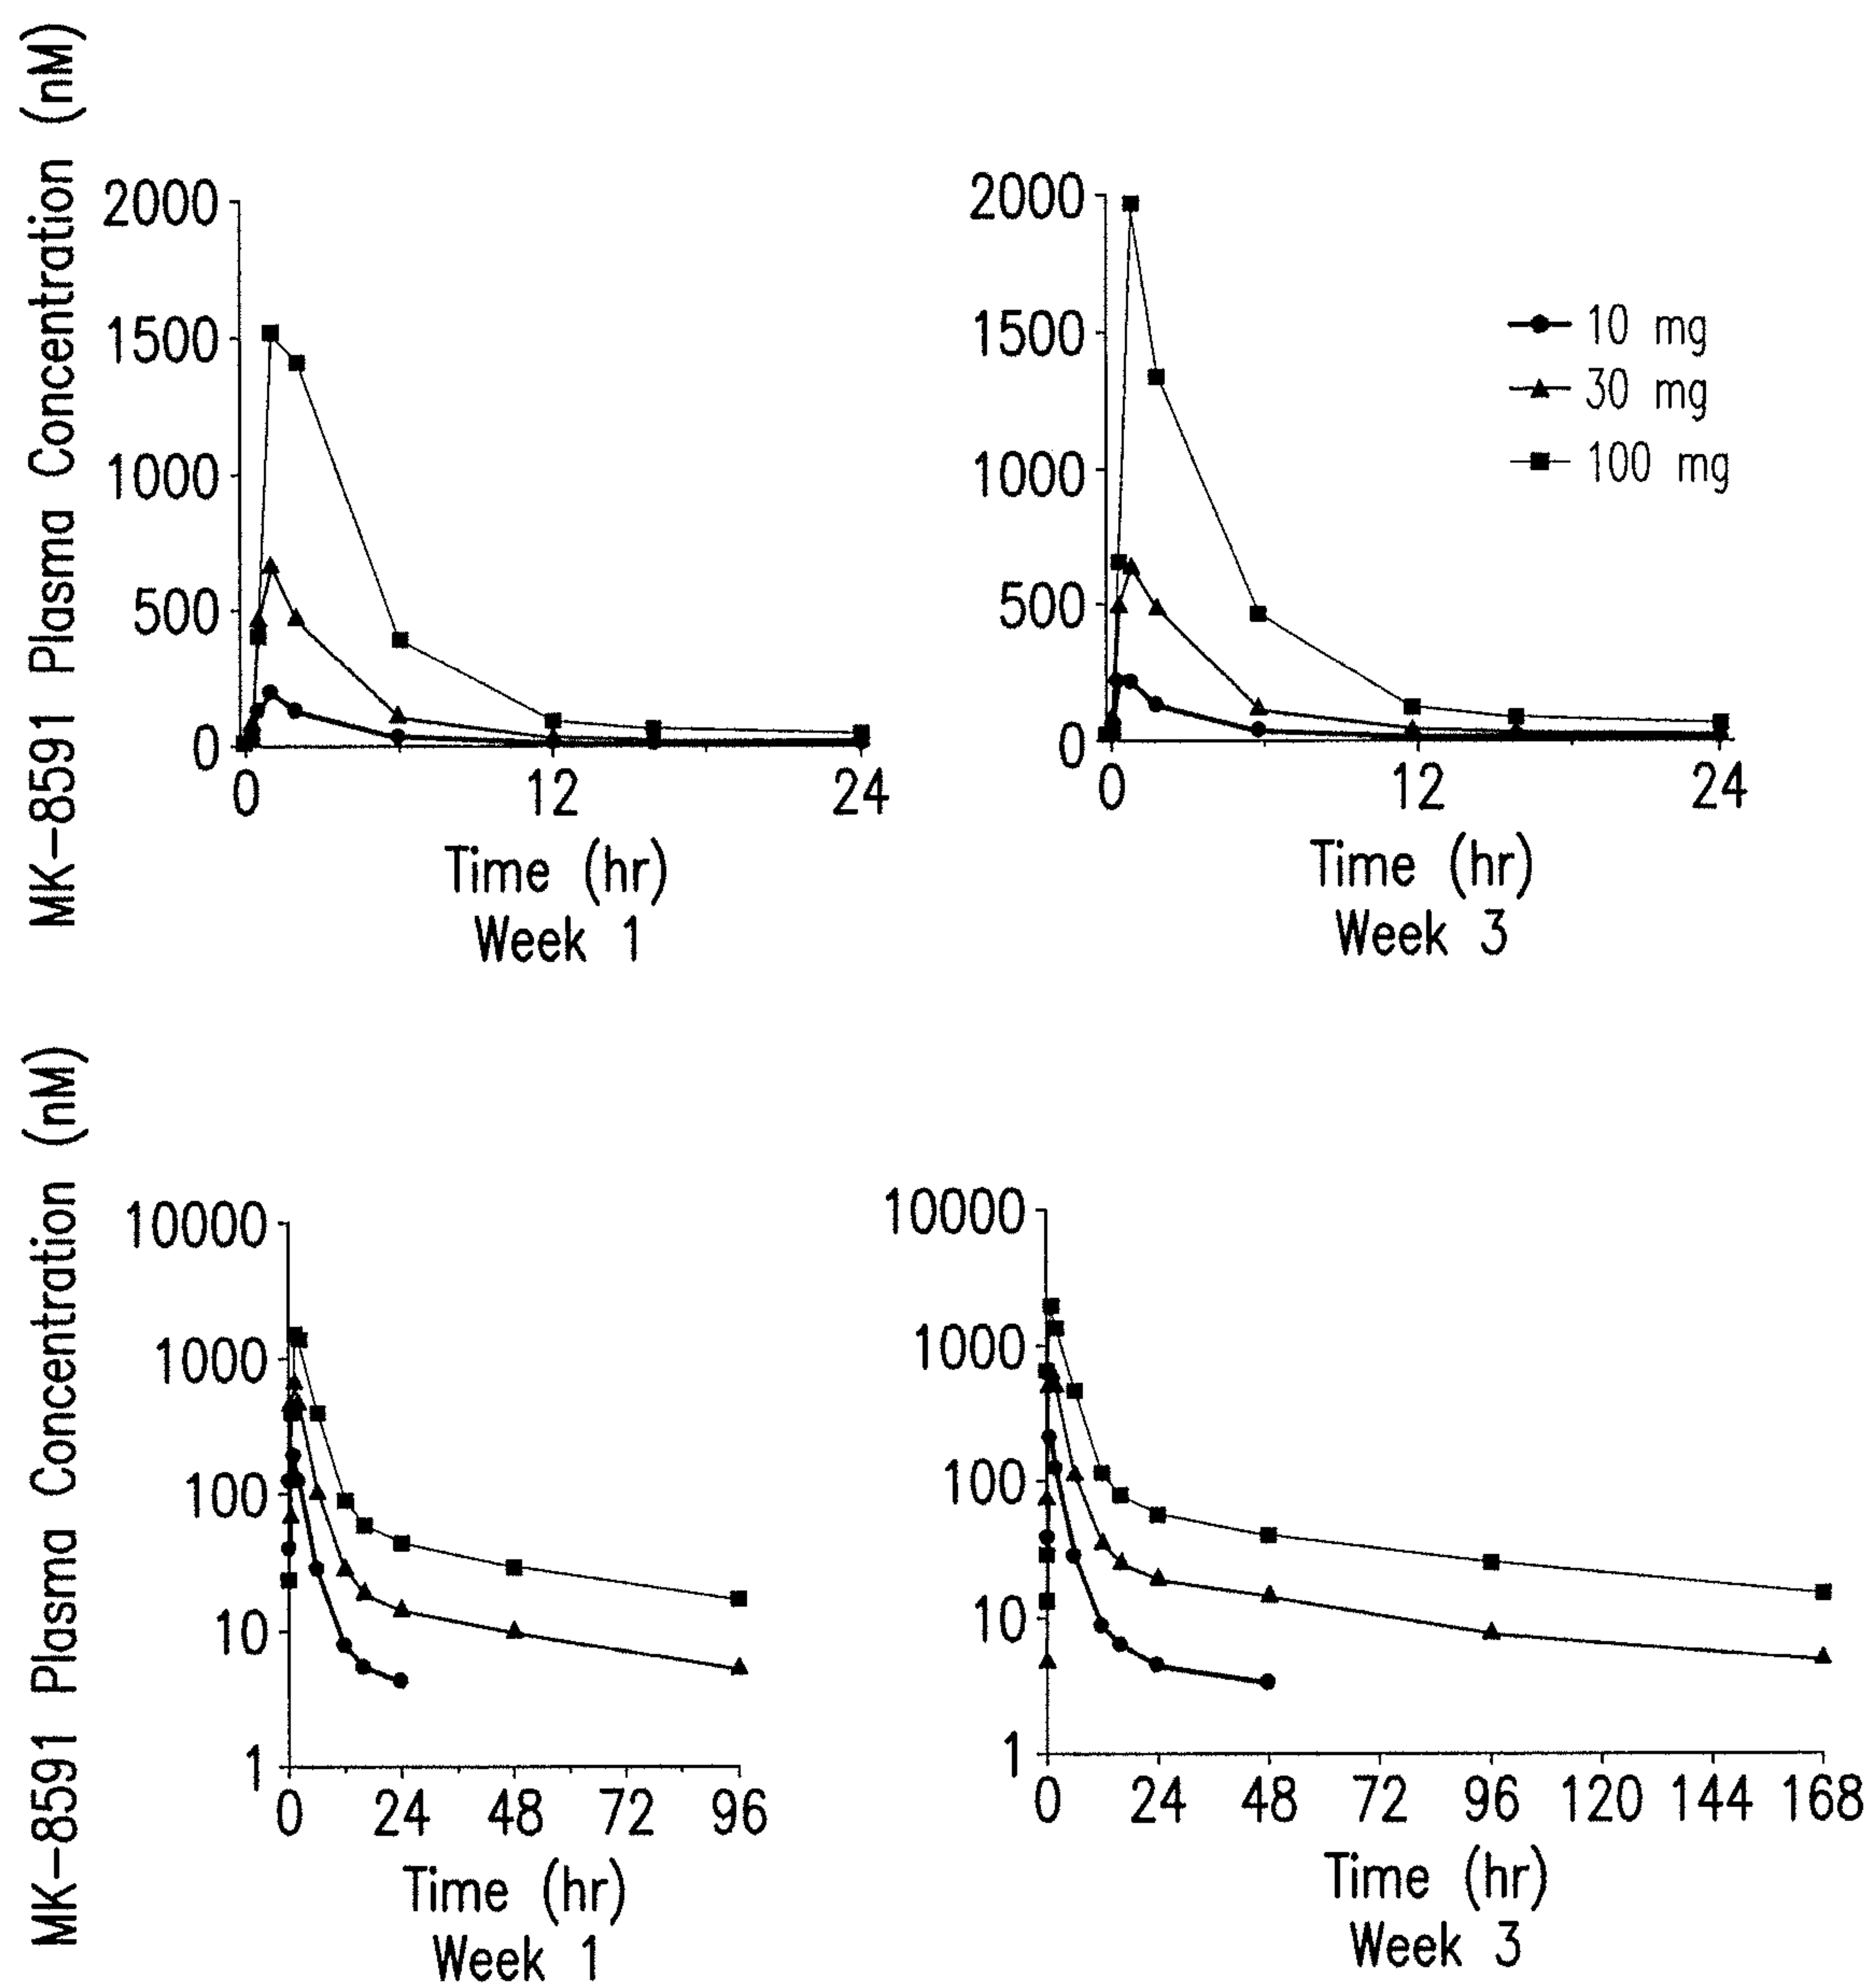 MK-8591 Plasma Concentration (nM)
2000
1500
1000
500
0
0 12 24
Time (hr)
Week 1
2000
1500
1000
500
0
0 12 24
Time (hr)
Week 3
10 mg
30 mg
100 mg
MK-8591 Plasma Concentration (nM)
10000
1000
100
10
1
0 24 48 72 96
Time (hr)
Week 1
10000
1000
100
10
1
0 24 48 72 96 120 144 168
Time (hr)
Week 3